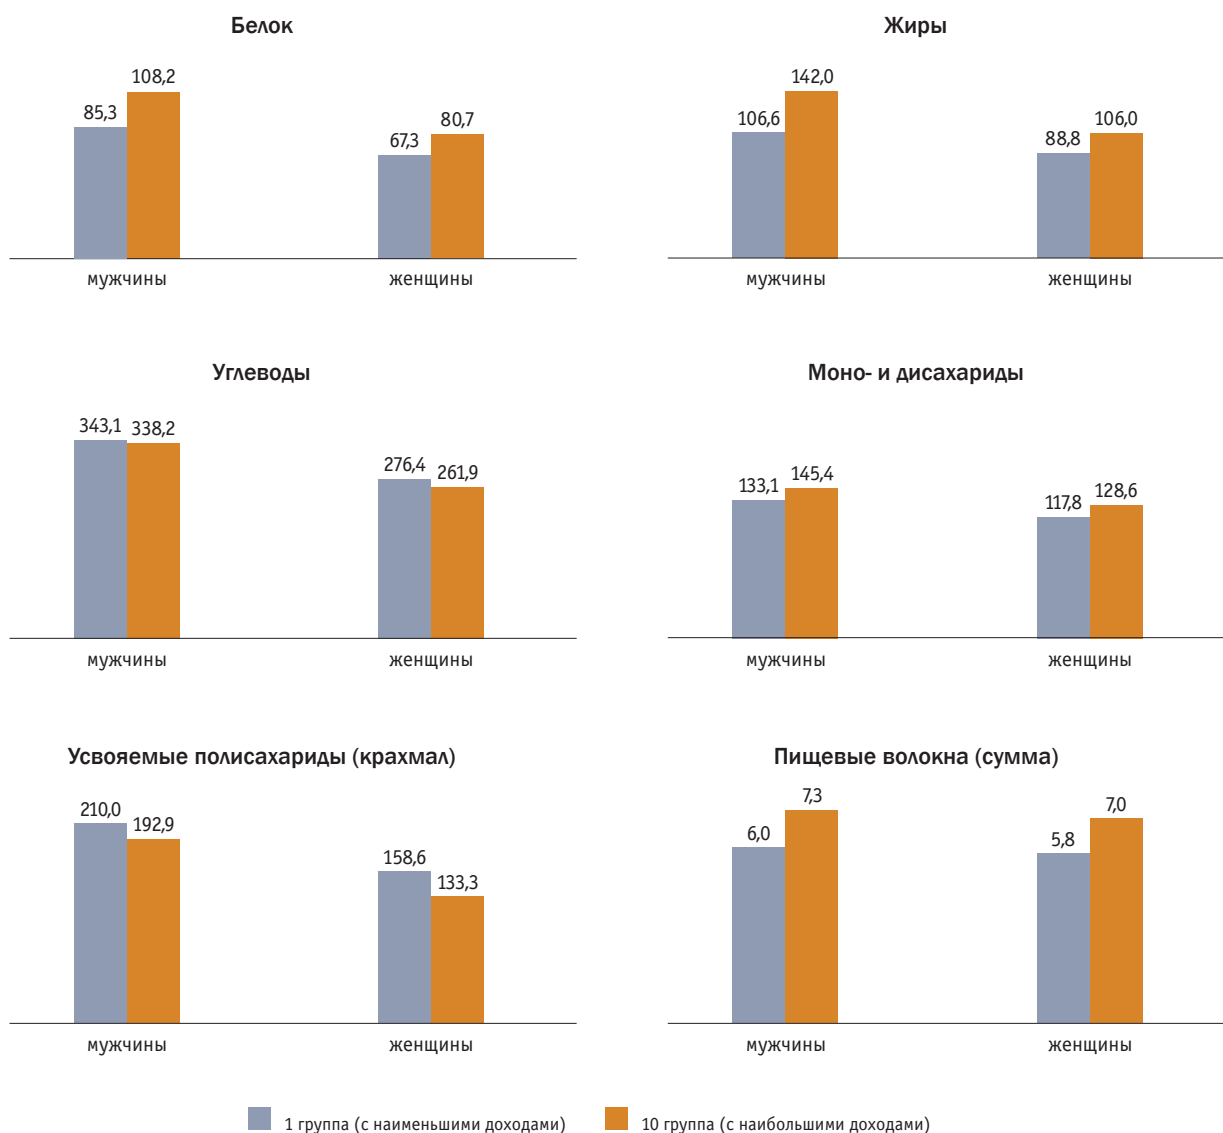 Белок
Жиры
108,2
85,3
80,7
67,3
мужчины
женщины
142,0
106,6
106,0
88,8
мужчины
женщины
Углеводы
Моно- и дисахариды
343,1 338,2
276,4 261,9
мужчины
женщины
145,4
133,1
128,6
117,8
мужчины
женщины
Усвояемые полисахариды (крахмал)
Пищевые волокна (сумма)
210,0
192,9
158,6
133,3
мужчины
женщины
7,3
6,0
7,0
5,8
мужчины
женщины
1 группа (с наименьшими доходами)
10 группа (с наибольшими доходами)